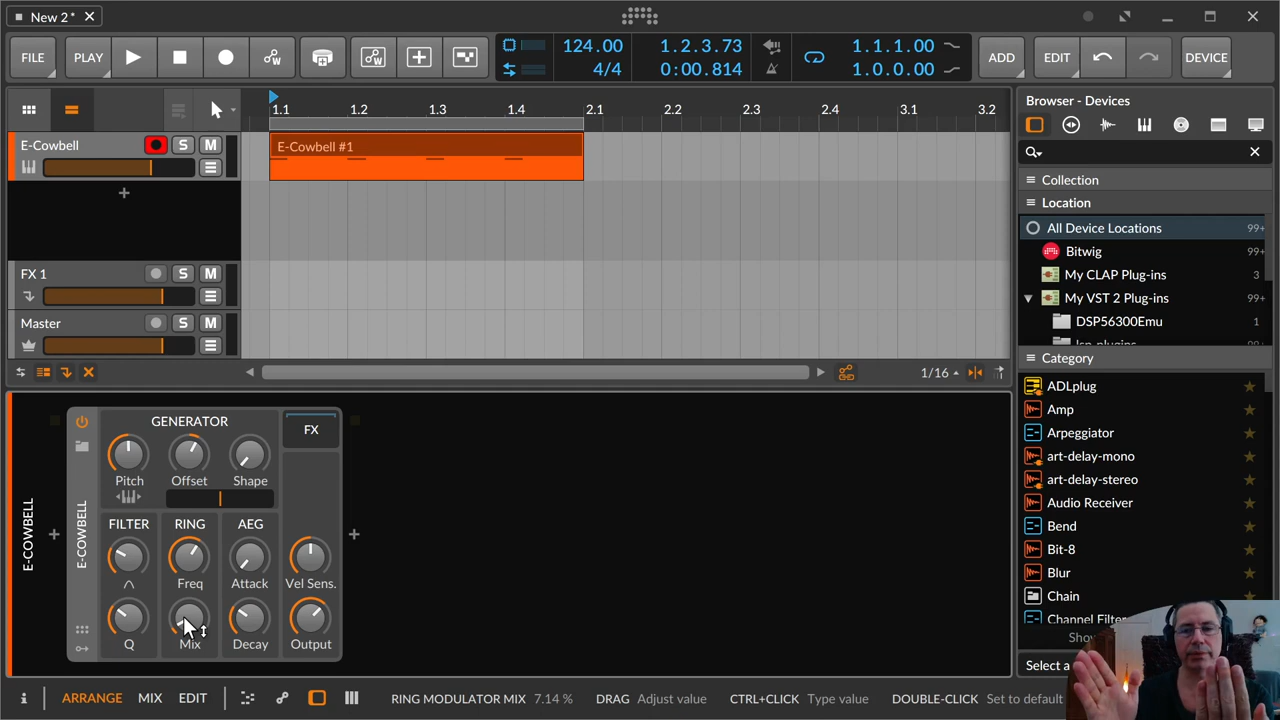 New 2*
FILE
PLAY
124.00
4/4
1.2.3.73
0:00.814
1.1.1.00
1.0.0.00
ADD
EDIT
DEVICE
1.1
1.2
1.3
1.4
2.1
2.2
2.3
2.4
3.1
3.2
E-Cowbell
S
M
E-Cowbell #1
FX 1
S
M
Master
S
M
1/16
Browser - Devices
Collection
Location
All Device Locations 99+
Bitwig 99+
My CLAP Plug-ins 3
My VST 2 Plug-ins 99+
DSP56300Emu 1
lsp-plugins 99+
Category
ADLplug
Amp
Arpeggiator
art-delay-mono
art-delay-stereo
Audio Receiver
Bend
Bit-8
Blur
Chain
Channel Filter
E-COWBELL
E-COWBELL
GENERATOR
Pitch
Offset
Shape
FX
FILTER
RING
AEG
Freq
Attack
Vel Sens.
Q
Mix
Decay
Output
ARRANGE
MIX
EDIT
RING MODULATOR MIX 7.14 %
DRAG Adjust value
CTRL+CLICK Type value
DOUBLE-CLICK Set to default